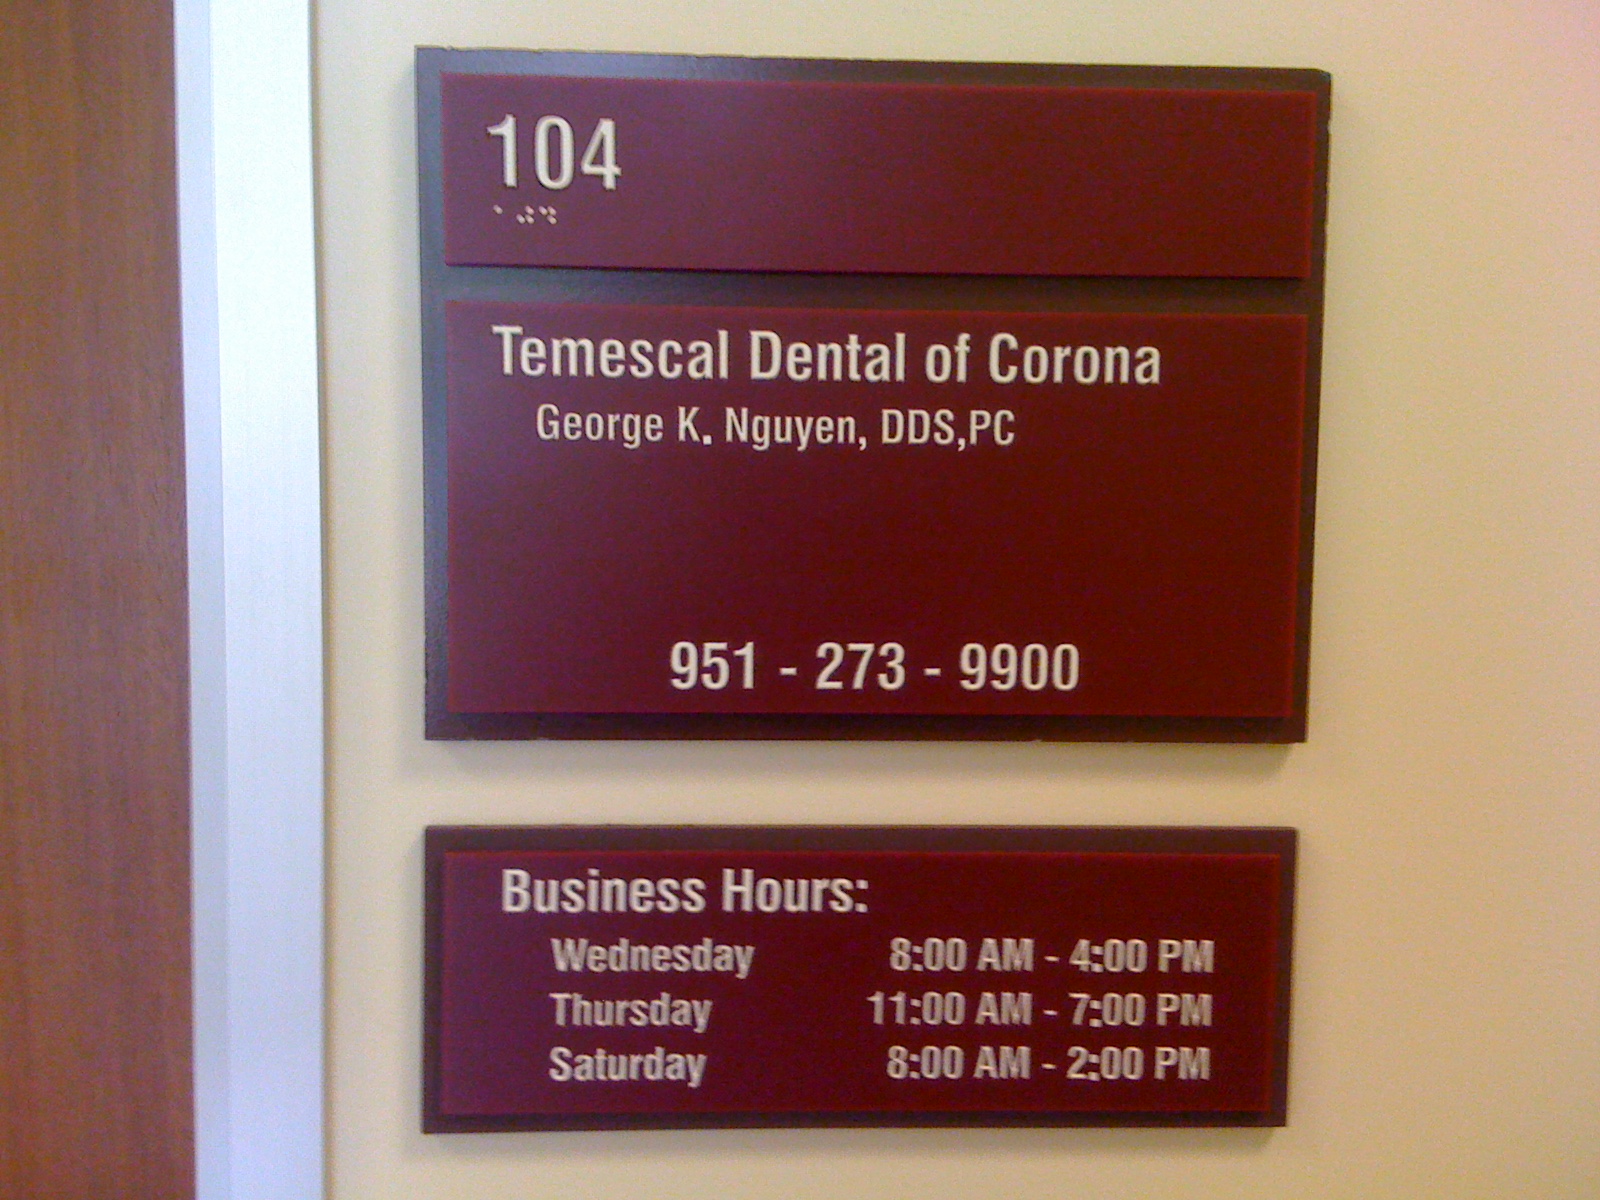 104
Temescal Dental of Corona
George K. Nguyen, DDS,PC
951 - 273 - 9900
Business Hours:
Wednesday 8:00 AM - 4:00 PM
Thursday 11:00 AM - 7:00 PM
Saturday 8:00 AM - 2:00 PM